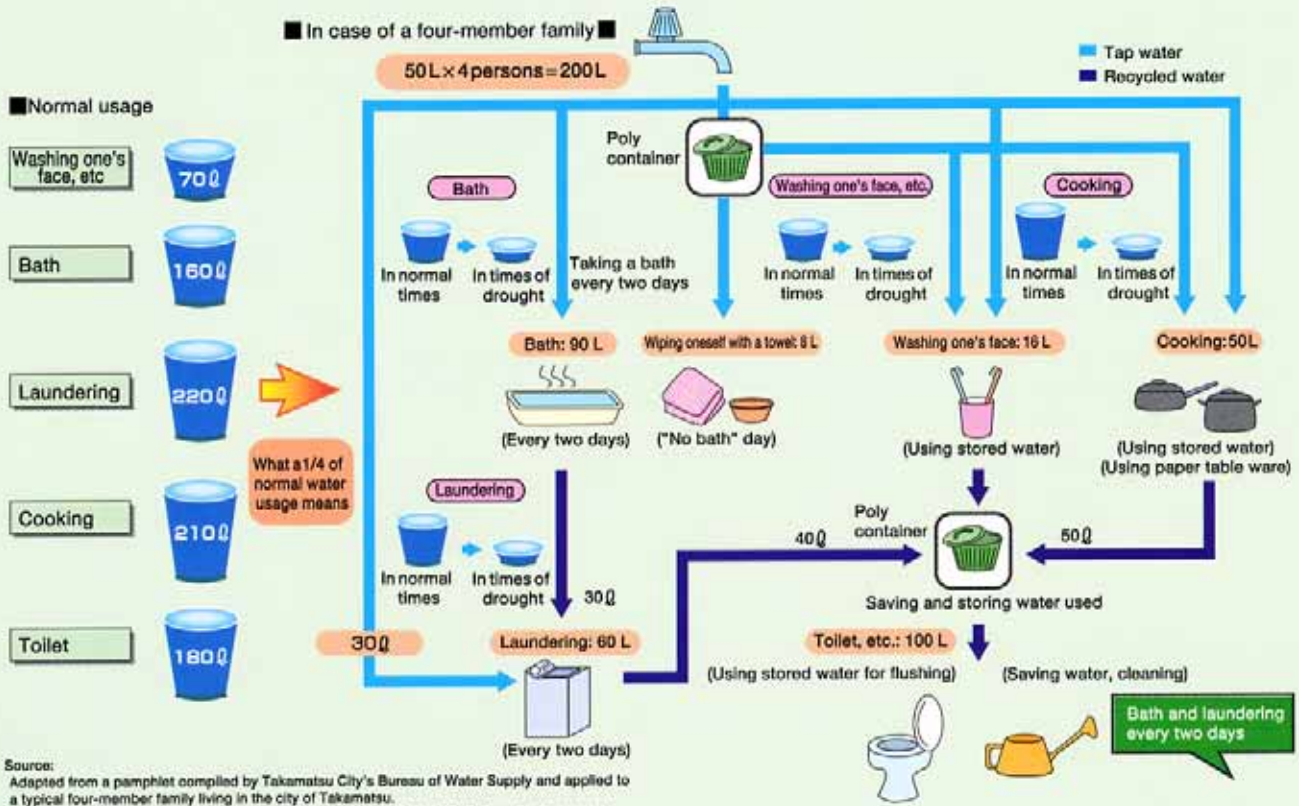 ■ In case of a four-member family ■
50L×4persons=200L
Tap water
Recycled water
■Normal usage
Washing one's
face, etc
70ℓ
Bath
160ℓ
Laundering
220ℓ
Cooking
210ℓ
Toilet
180ℓ
What a1/4 of
normal water
usage means
Poly
container
Bath
In normal
times
In times of
drought
Taking a bath
every two days
Washing one's face, etc.
In normal
times
In times of
drought
Cooking
In normal
times
In times of
drought
Bath: 90 L
(Every two days)
Wiping oneself with a towel: 8 L
("No bath" day)
Washing one's face: 16 L
(Using stored water)
Cooking:50L
(Using stored water)
(Using paper table ware)
Laundering
In normal
times
In times of
drought
30ℓ
30ℓ
Laundering: 60 L
(Every two days)
40ℓ
Poly
container
50ℓ
Saving and storing water used
Toilet, etc.: 100 L
(Using stored water for flushing)
(Saving water, cleaning)
Bath and laundering
every two days
Source:
Adapted from a pamphlet compiled by Takamatsu City's Bureau of Water Supply and applied to
a typical four-member family living in the city of Takamatsu.